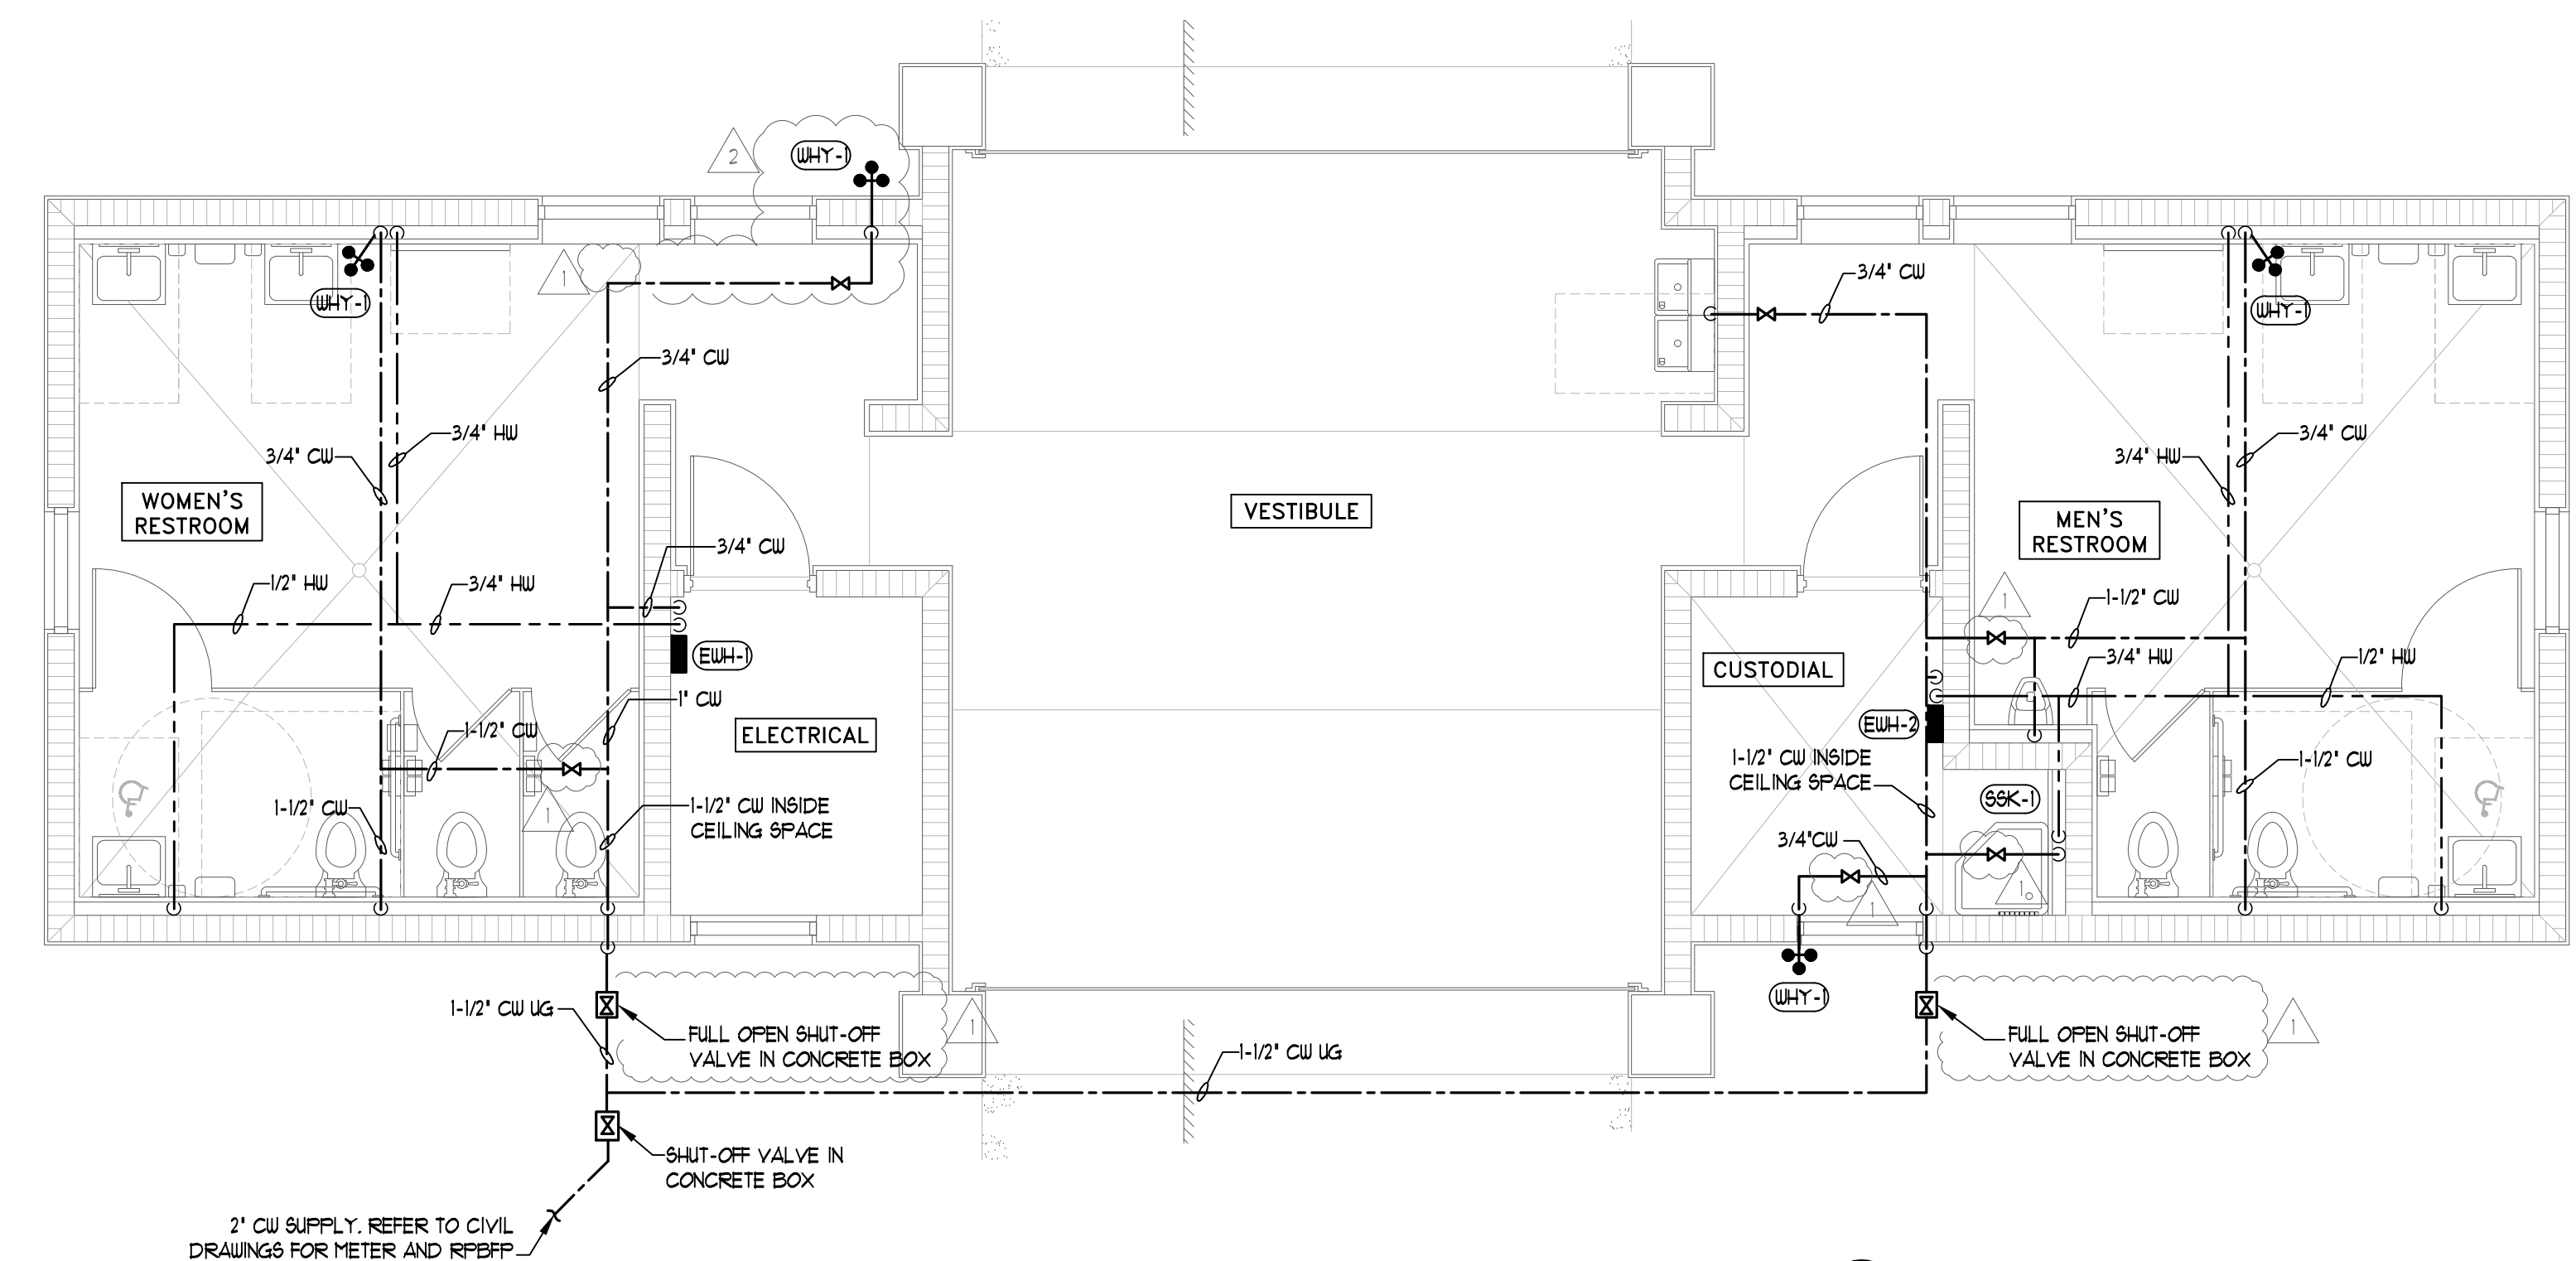 2
WHY-1
WHY-1
1
3/4" CW
3/4" HW
3/4" CW
WOMEN'S
RESTROOM
3/4" CW
1/2" HW
3/4" HW
EWH-1
1" CW
ELECTRICAL
1-1/2" CW
1-1/2" CW
1
1-1/2" CW INSIDE
CEILING SPACE
VESTIBULE
3/4" CW
WHY-1
3/4" CW
3/4" HW
MEN'S
RESTROOM
1
1-1/2" CW
3/4" HW
1/2" HW
CUSTODIAL
EWH-2
1-1/2" CW INSIDE
CEILING SPACE
1-1/2" CW
SSK-1
3/4"CW
1
1
WHY-1
1-1/2" CW UG
FULL OPEN SHUT-OFF
VALVE IN CONCRETE BOX
1
1-1/2" CW UG
FULL OPEN SHUT-OFF
VALVE IN CONCRETE BOX
1
SHUT-OFF VALVE IN
CONCRETE BOX
2" CW SUPPLY. REFER TO CIVIL
DRAWINGS FOR METER AND RPBFP